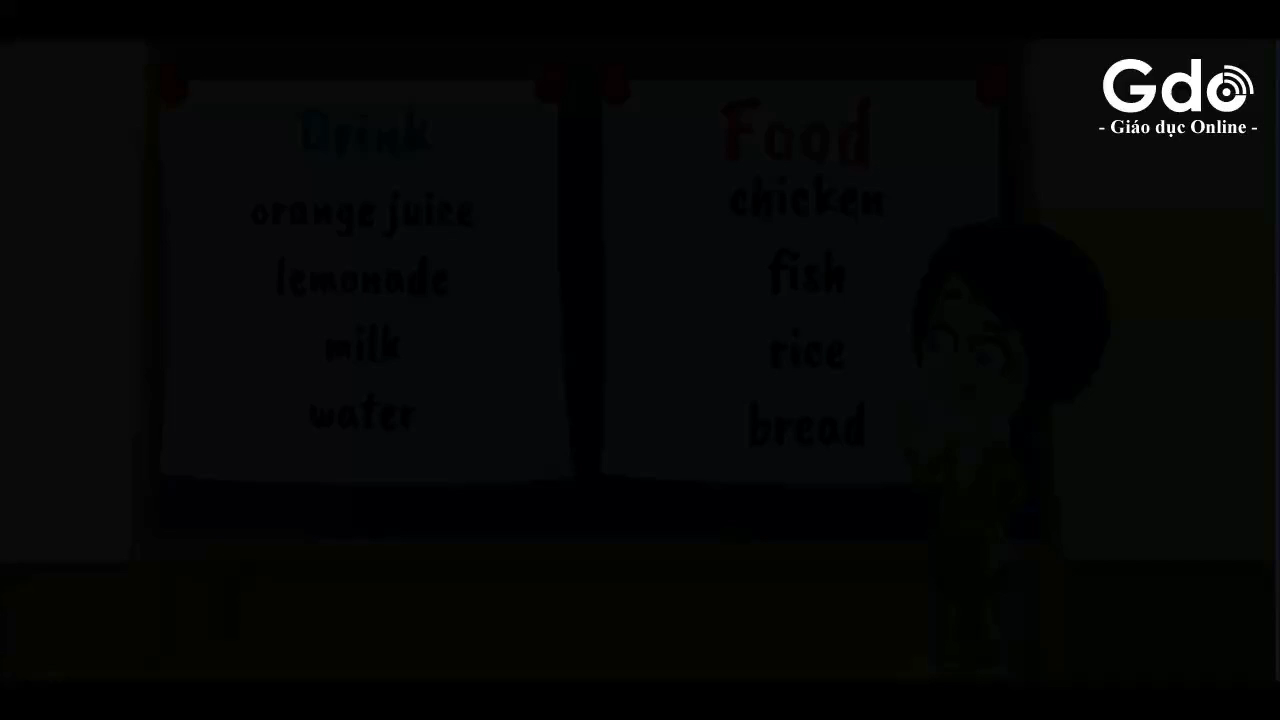 Gdo
- Giáo dục Online -
Drink
orange juice
lemonade
milk
water
Food
chicken
fish
rice
bread